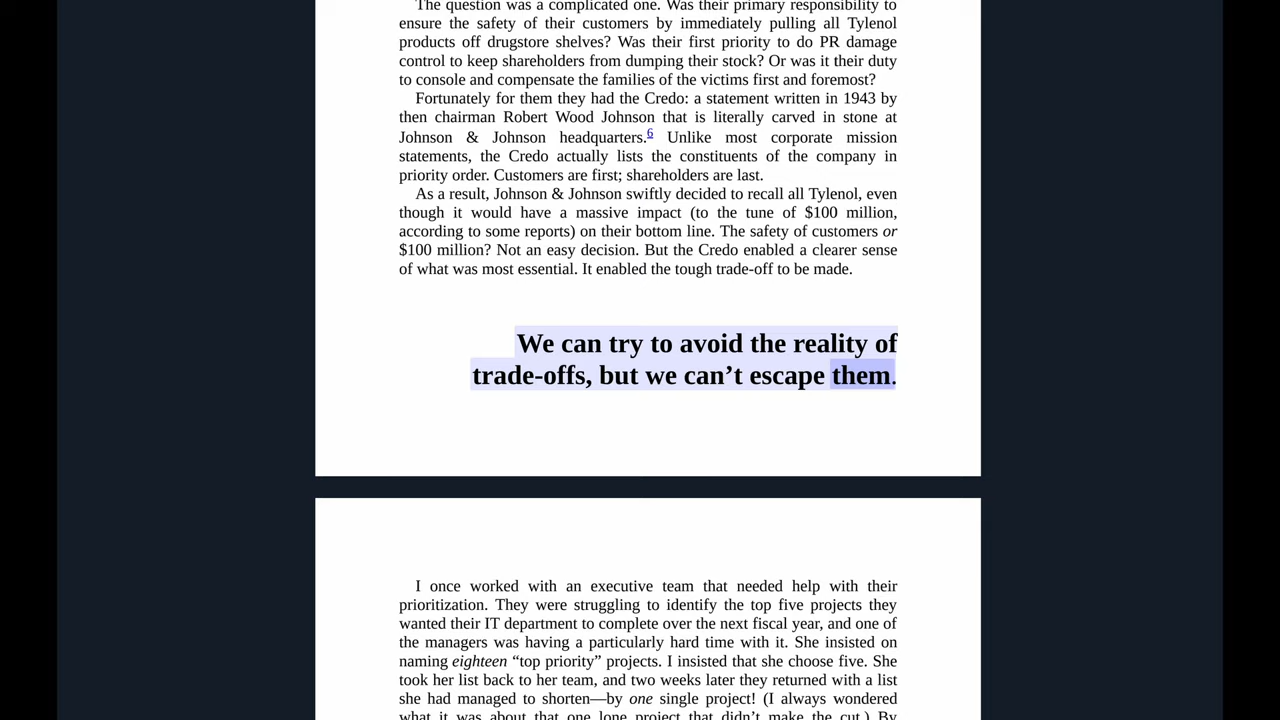 The question was a complicated one. Was their primary responsibility to
ensure the safety of their customers by immediately pulling all Tylenol
products off drugstore shelves? Was their first priority to do PR damage
control to keep shareholders from dumping their stock? Or was it their duty
to console and compensate the families of the victims first and foremost?
Fortunately for them they had the Credo: a statement written in 1943 by
then chairman Robert Wood Johnson that is literally carved in stone at
Johnson & Johnson headquarters.6 Unlike most corporate mission
statements, the Credo actually lists the constituents of the company in
priority order. Customers are first; shareholders are last.
As a result, Johnson & Johnson swiftly decided to recall all Tylenol, even
though it would have a massive impact (to the tune of $100 million,
according to some reports) on their bottom line. The safety of customers or
$100 million? Not an easy decision. But the Credo enabled a clearer sense
of what was most essential. It enabled the tough trade-off to be made.
We can try to avoid the reality of
trade-offs, but we can’t escape them.
I once worked with an executive team that needed help with their
prioritization. They were struggling to identify the top five projects they
wanted their IT department to complete over the next fiscal year, and one of
the managers was having a particularly hard time with it. She insisted on
naming eighteen “top priority” projects. I insisted that she choose five. She
took her list back to her team, and two weeks later they returned with a list
she had managed to shorten—by one single project! (I always wondered
what it was about that one lone project that didn’t make the cut.) By